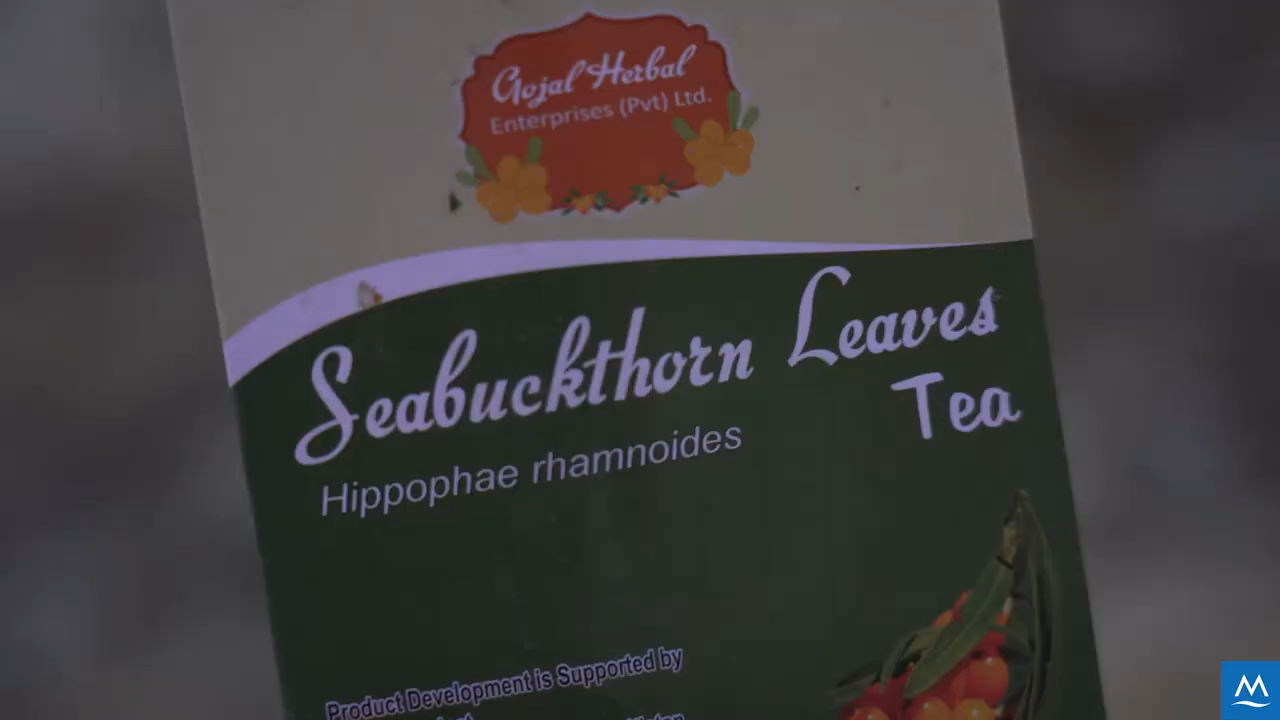 Gojal Herbal
Enterprises (Pvt) Ltd.
Seabuckthorn Leaves
Tea
Hippophae rhamnoides
Product Development is Supported by